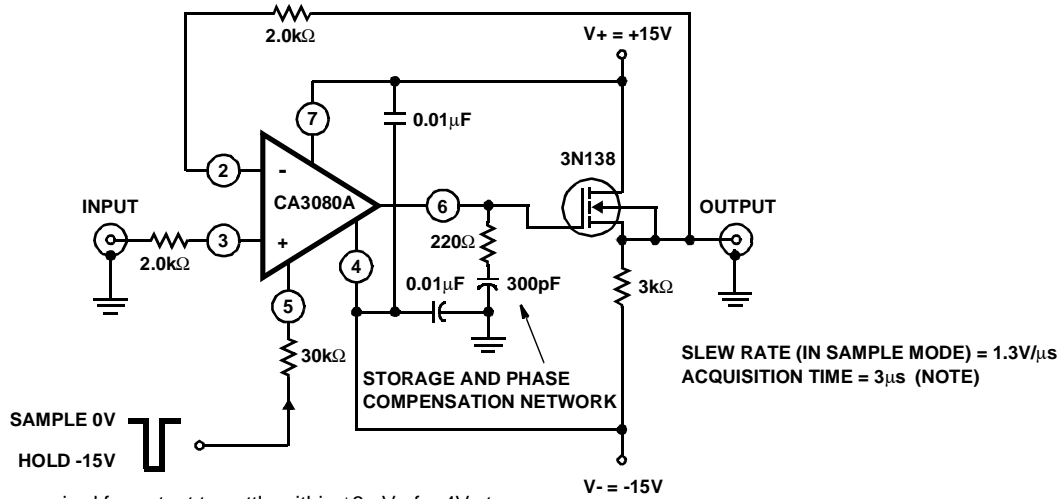 2.0kΩ
V+ = +15V
7
0.01µF
3N138
2
-
CA3080A
6
INPUT
OUTPUT
3
+
2.0kΩ
220Ω
4
0.01µF
300pF
3kΩ
5
30kΩ
SLEW RATE (IN SAMPLE MODE) = 1.3V/µs
ACQUISITION TIME = 3µs (NOTE)
STORAGE AND PHASE
COMPENSATION NETWORK
SAMPLE 0V
HOLD -15V
V- = -15V